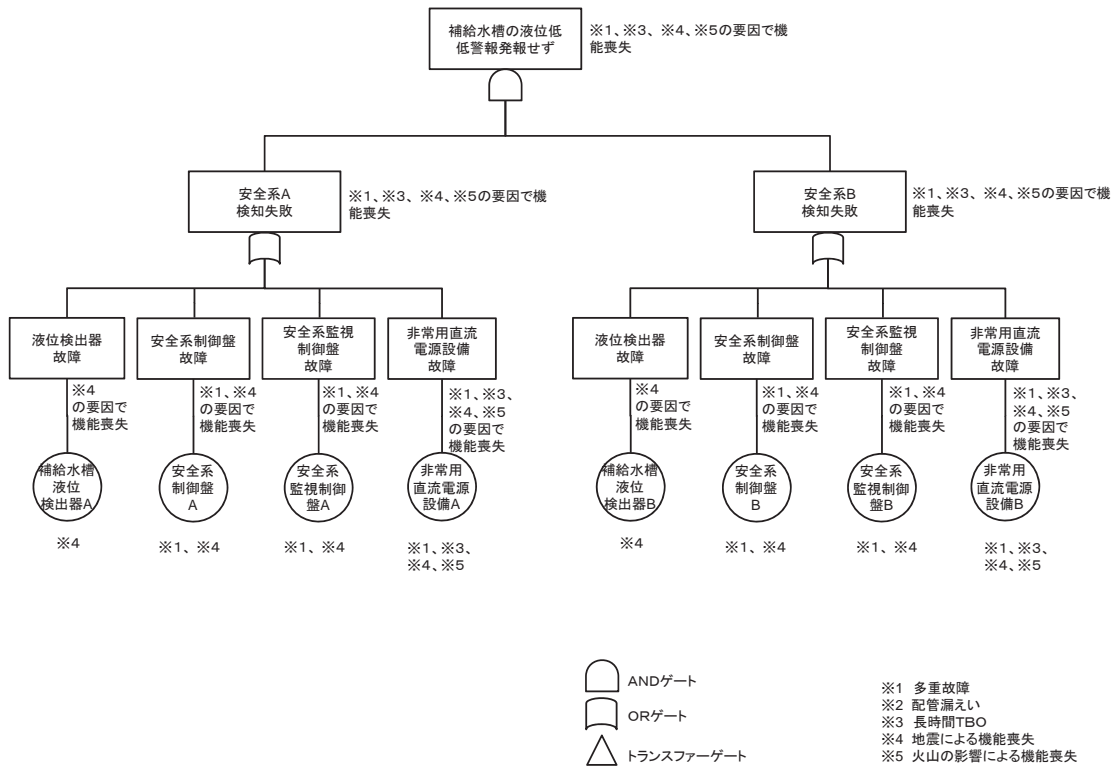 補給水槽の液位低
低警報発報せず
※1、※3、※4、※5の要因で機
能喪失
安全系A
検知失敗
※1、※3、※4、※5の要因で機
能喪失
安全系B
検知失敗
※1、※3、※4、※5の要因で機
能喪失
液位検出器
故障
安全系制御盤
故障
安全系監視
制御盤
故障
非常用直流
電源設備
故障
液位検出器
故障
安全系制御盤
故障
安全系監視
制御盤
故障
非常用直流
電源設備
故障
※4
の要因で
機能喪失
※1、※4
の要因で
機能喪失
※1、※4
の要因で
機能喪失
※1、※3、
※4、※5
の要因で
機能喪失
※4
の要因で
機能喪失
※1、※4
の要因で
機能喪失
※1、※4
の要因で
機能喪失
※1、※3、
※4、※5
の要因で
機能喪失
補給水槽
液位
検出器A
安全系
制御盤
A
安全系
監視制御
盤A
非常用
直流電源
設備A
補給水槽
液位
検出器B
安全系
制御盤
B
安全系
監視制御
盤B
非常用
直流電源
設備B
※4
※1、※4
※1、※4
※1、※3、
※4、※5
※4
※1、※4
※1、※4
※1、※3、
※4、※5
ANDゲート
ORゲート
トランスファーゲート
※1 多重故障
※2 配管漏えい
※3 長時間TBO
※4 地震による機能喪失
※5 火山の影響による機能喪失